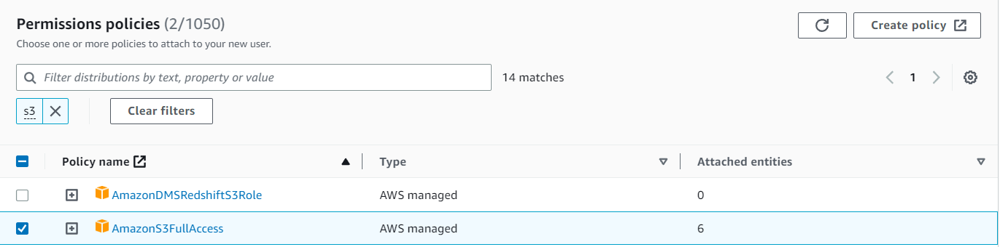 Permissions policies (2/1050)
Create policy
Choose one or more policies to attach to your new user.
Filter distributions by text, property or value
14 matches
1
s3
Clear filters
Policy name Type Attached entities
AmazonDMSRedshiftS3Role AWS managed 0
AmazonS3FullAccess AWS managed 6